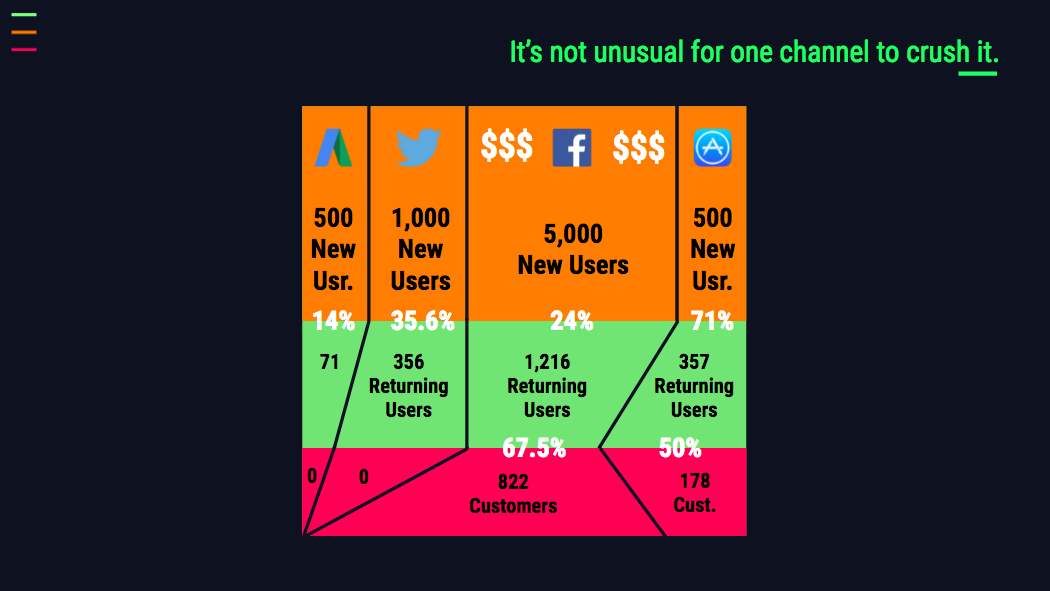 It's not unusual for one channel to crush it.
$$$ $$$
500
New
Usr.
1,000
New
Users
5,000
New Users
500
New
Usr.
14% 35.6% 24% 71%
71
356
Returning
Users
1,216
Returning
Users
357
Returning
Users
67.5% 50%
0
0
822
Customers
178
Cust.